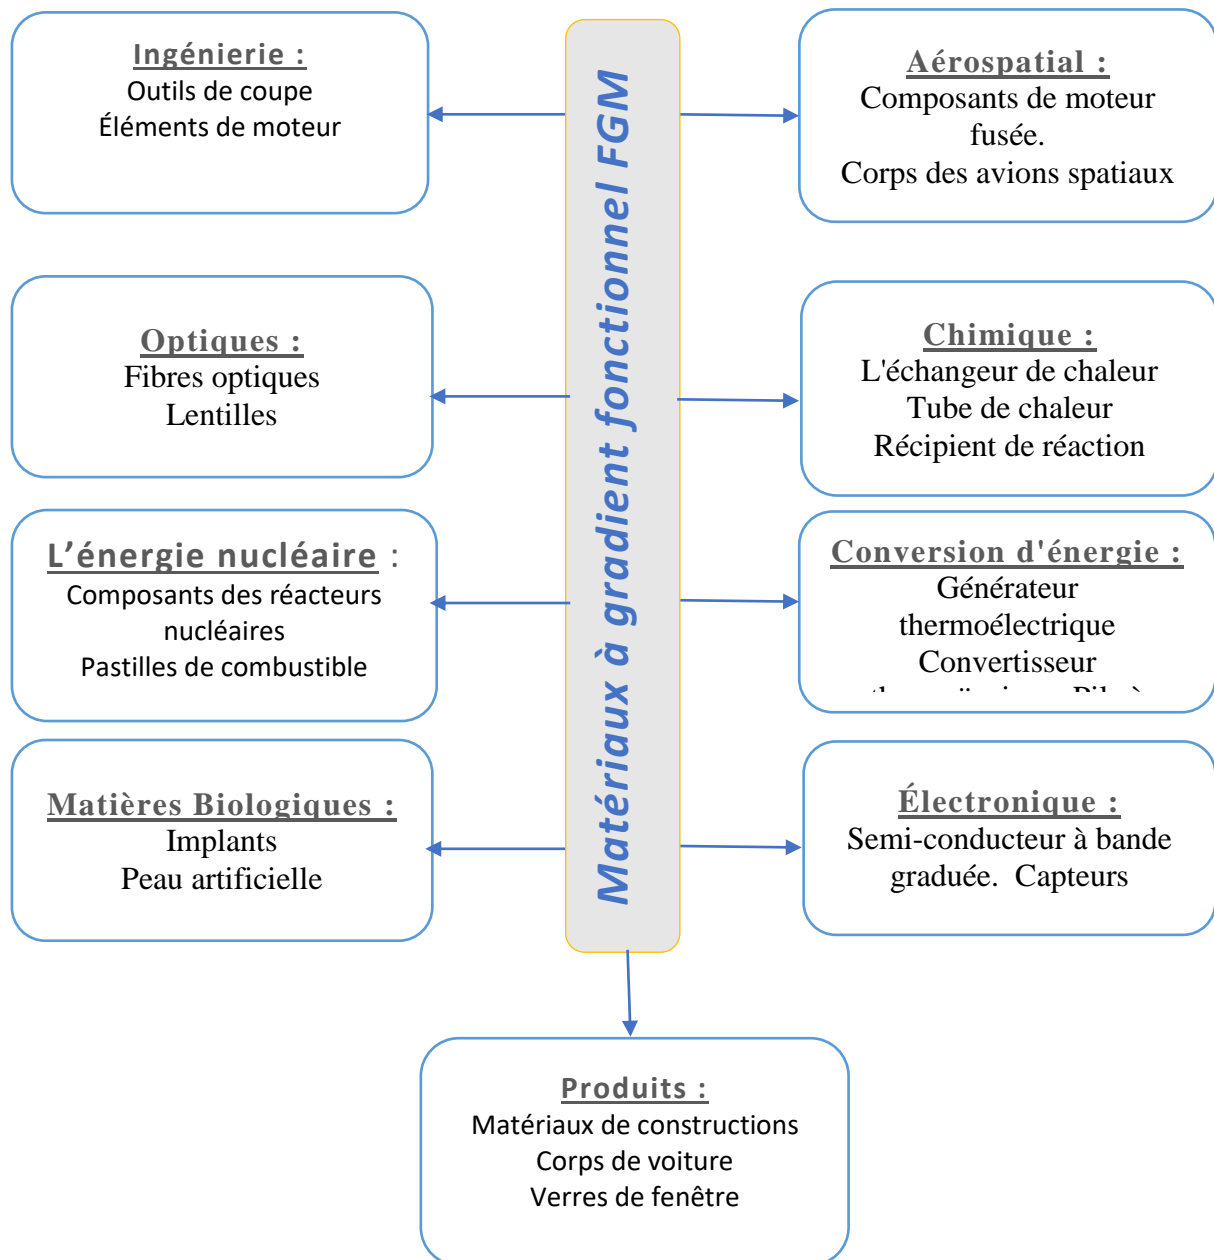 Ingénierie :
Outils de coupe
Éléments de moteur
Aérospatial :
Composants de moteur
fusée.
Corps des avions spatiaux
Matériaux à gradient fonctionnel FGM
Optiques :
Fibres optiques
Lentilles
Chimique :
L'échangeur de chaleur
Tube de chaleur
Récipient de réaction
L’énergie nucléaire :
Composants des réacteurs
nucléaires
Pastilles de combustible
Conversion d'énergie :
Générateur
thermoélectrique
Convertisseur
Matières Biologiques :
Implants
Peau artificielle
Électronique :
Semi-conducteur à bande
graduée. Capteurs
Produits :
Matériaux de constructions
Corps de voiture
Verres de fenêtre